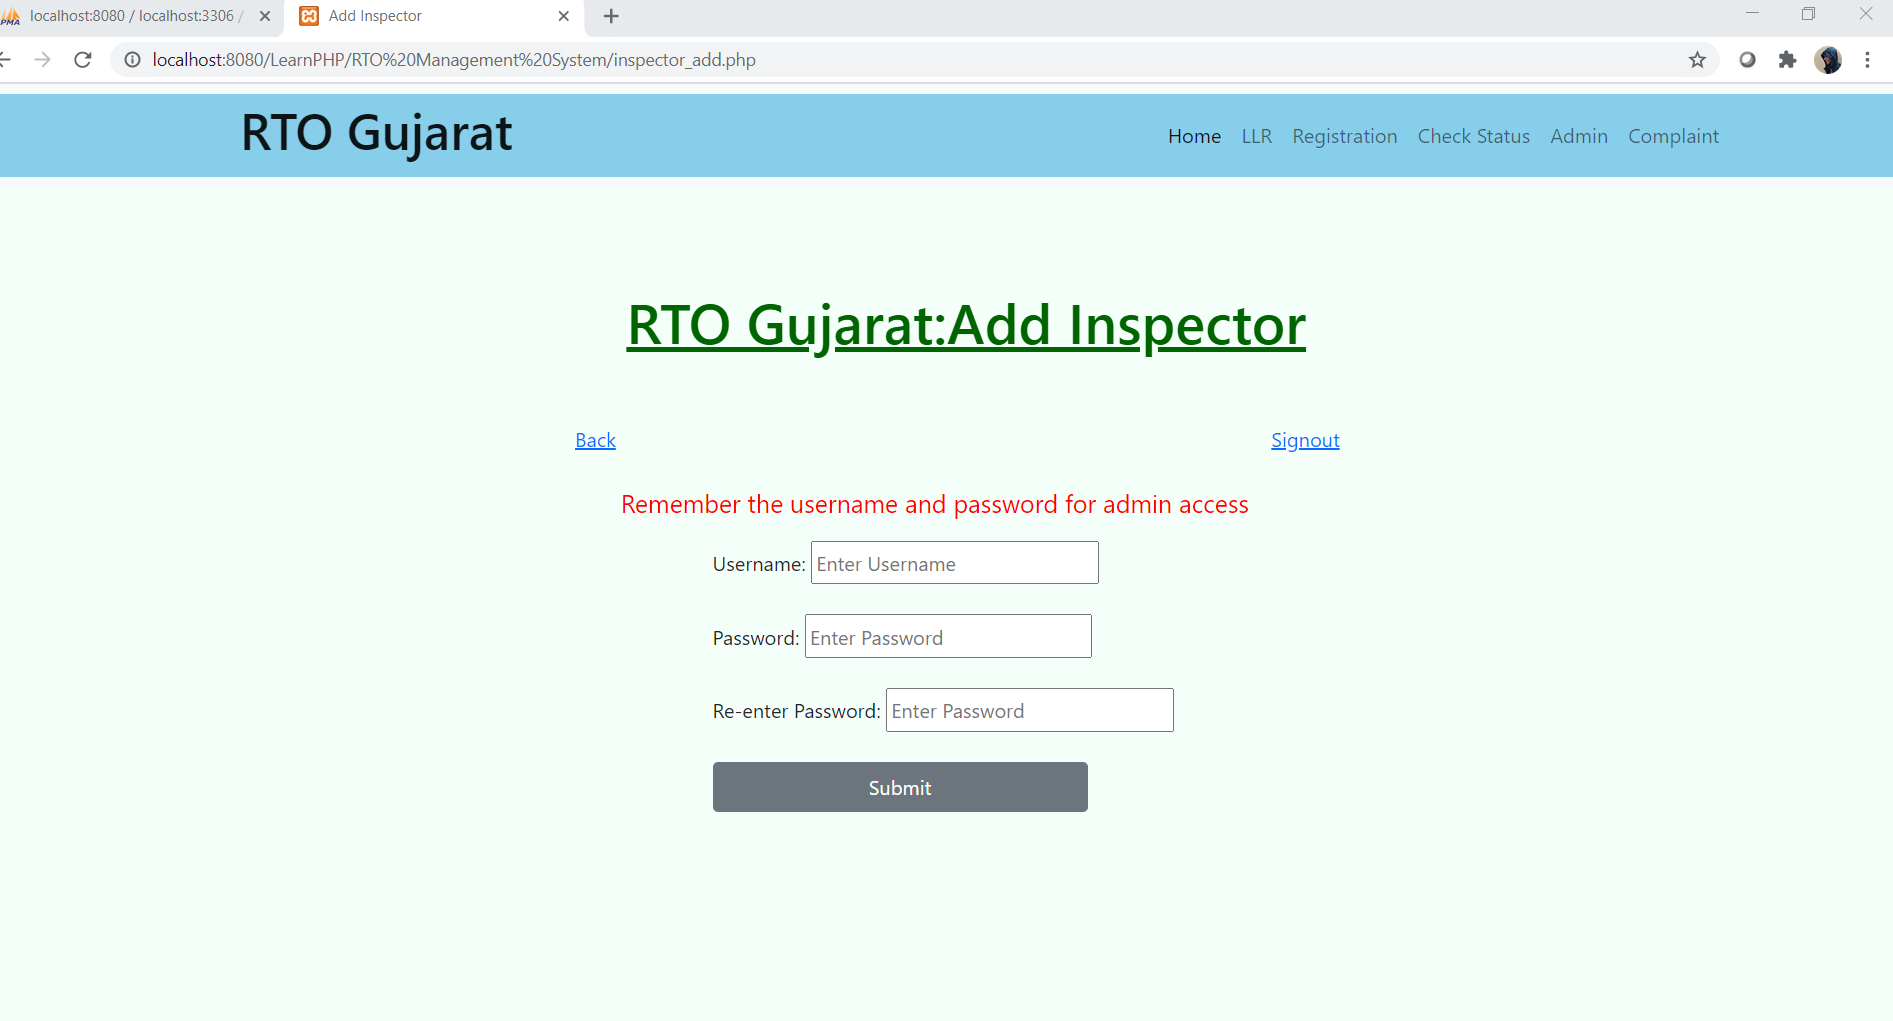 PMA localhost:8080 / localhost:3306 / Add Inspector
localhost:8080/LearnPHP/RTO%20Management%20System/inspector_add.php
RTO Gujarat Home LLR Registration Check Status Admin Complaint
RTO Gujarat:Add Inspector
Back Signout
Remember the username and password for admin access
Username: Enter Username
Password: Enter Password
Re-enter Password: Enter Password
Submit